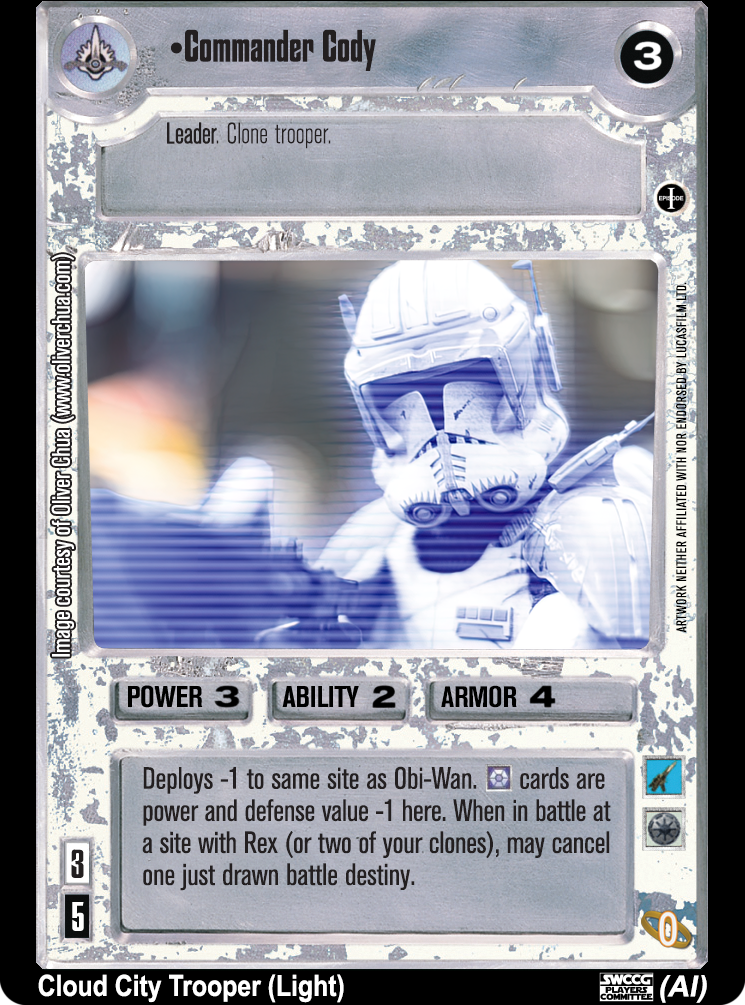 •Commander Cody
3
Leader. Clone trooper.
EPISODE I
Image courtesy of Oliver Chua (www.oliverchua.com)
ARTWORK NEITHER AFFILIATED WITH NOR ENDORSED BY LUCASFILM LTD.
POWER 3 ABILITY 2 ARMOR 4
Deploys -1 to same site as Obi-Wan. cards are
power and defense value -1 here. When in battle at
a site with Rex (or two of your clones), may cancel
one just drawn battle destiny.
3
5
0
Cloud City Trooper (Light)
SWCCG
PLAYERS
COMMITTEE
(AI)